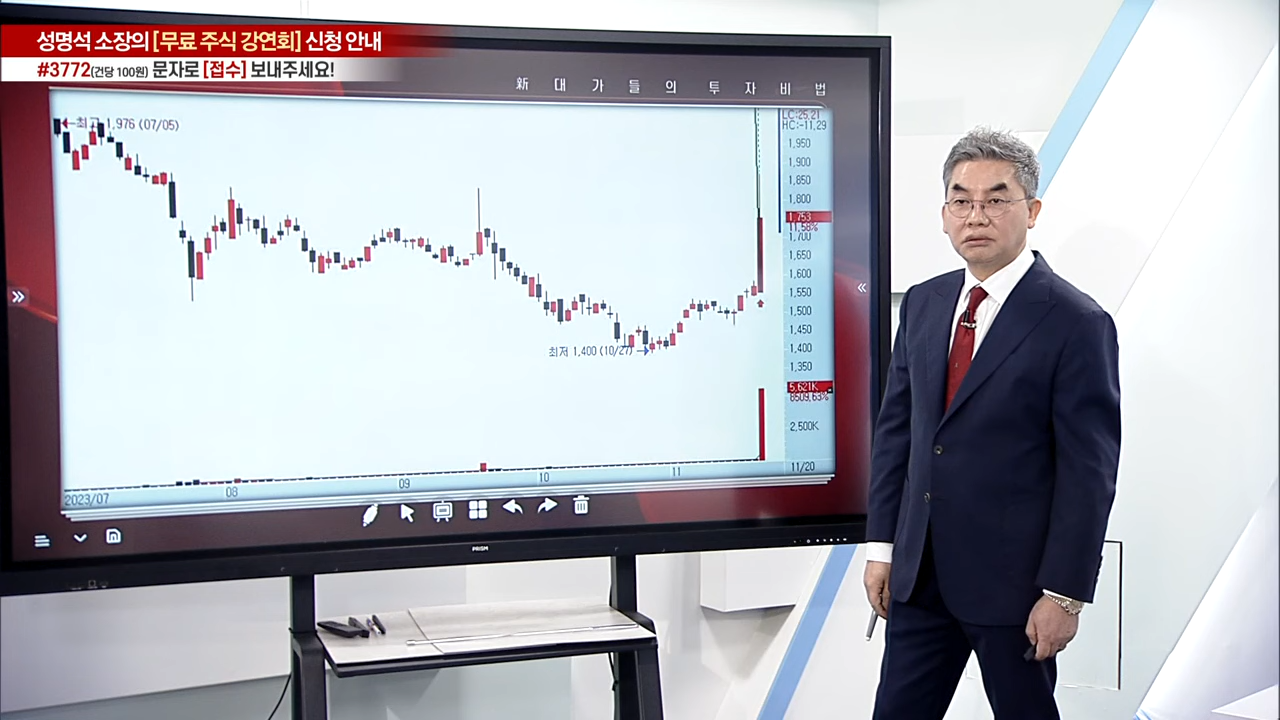 성명석 소장의 [무료 주식 강연회] 신청 안내
#3772(건당 100원) 문자로 [접수] 보내주세요!
新 대가들의 투자비법
최고 1,976 (07/05)
LC:25.21
HC:-11.29
1,950
1,900
1,850
1,800
1,753
11.58%
1,700
1,650
1,600
1,550
1,500
1,450
최저 1,400 (10/27)
1,400
1,350
5,621K
8509.63%
2,500K
2023/07
08
09
10
11
11/20
PRISM